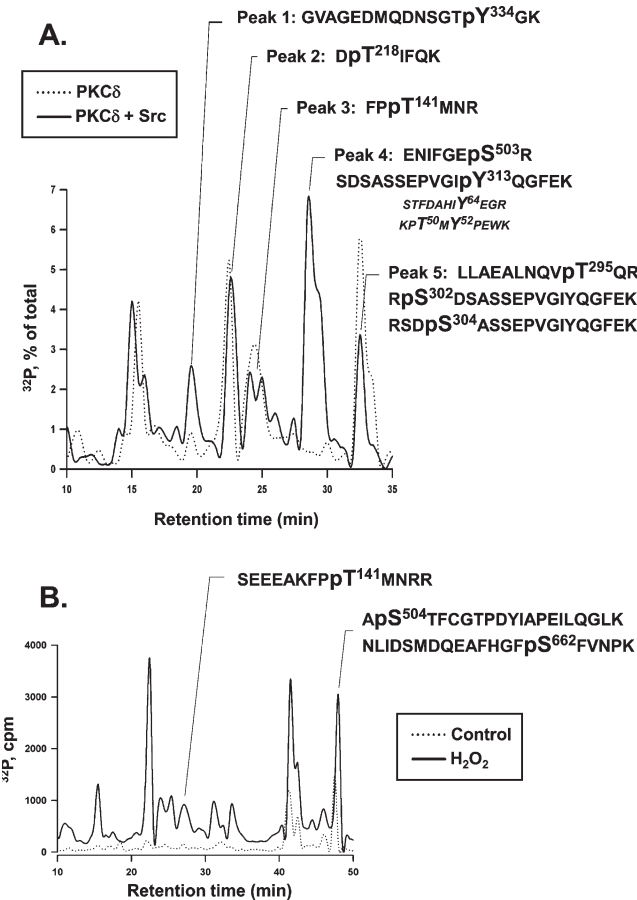 A.
Peak 1: GVAGEDMQDNSGTpY334GK
Peak 2: DpT218IFQK
Peak 3: FPpT141MNR
Peak 4: ENIFGEpS503R
SDSASSEPVGIpY313QGFEK
STFDAHIY64EGR
KPT50MY52PEWK
Peak 5: LLAEALNQVpT295QR
RpS302DSASSEPVGIYQGFEK
RSDpS304ASSEPVGIYQGFEK
PKCδ
PKCδ + Src
32P, % of total
7
6
5
4
3
2
1
0
10 15 20 25 30 35
Retention time (min)
B.
SEEEAKFPpT141MNRR
ApS504TFCGTPDYIAPEILQGLK
NLIDSMDQEAFHGFpS662FVNPK
Control
H2O2
32P, cpm
4000
3000
2000
1000
0
10 20 30 40 50
Retention time (min)